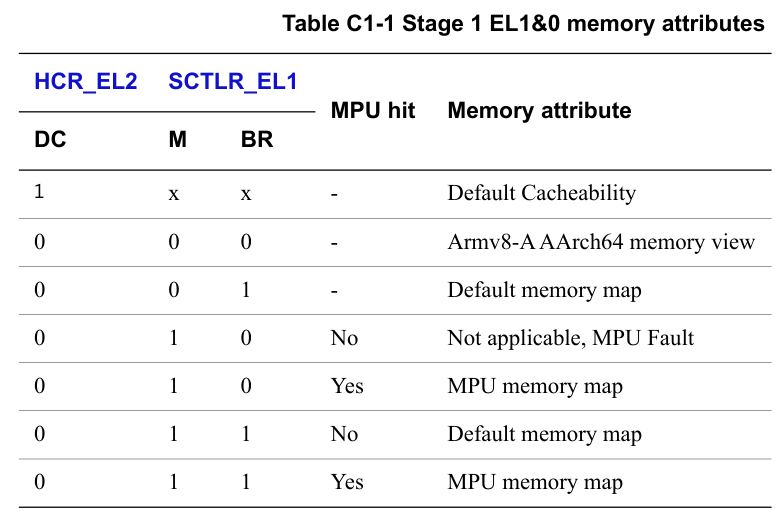 Table C1-1 Stage 1 EL1&0 memory attributes
HCR_EL2 SCTLR_EL1 MPU hit Memory attribute
DC M BR
1 x x - Default Cacheability
0 0 0 - Armv8-A AArch64 memory view
0 0 1 - Default memory map
0 1 0 No Not applicable, MPU Fault
0 1 0 Yes MPU memory map
0 1 1 No Default memory map
0 1 1 Yes MPU memory map